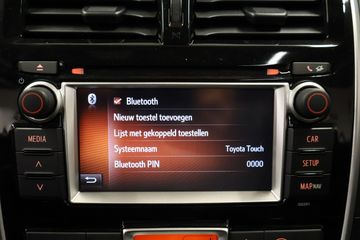 Bluetooth
Nieuw toestel toevoegen
Lijst met gekoppeld toestellen
Systeemnaam Toyota Touch
Bluetooth PIN 0000
MEDIA
CAR
SETUP
MAP NAV